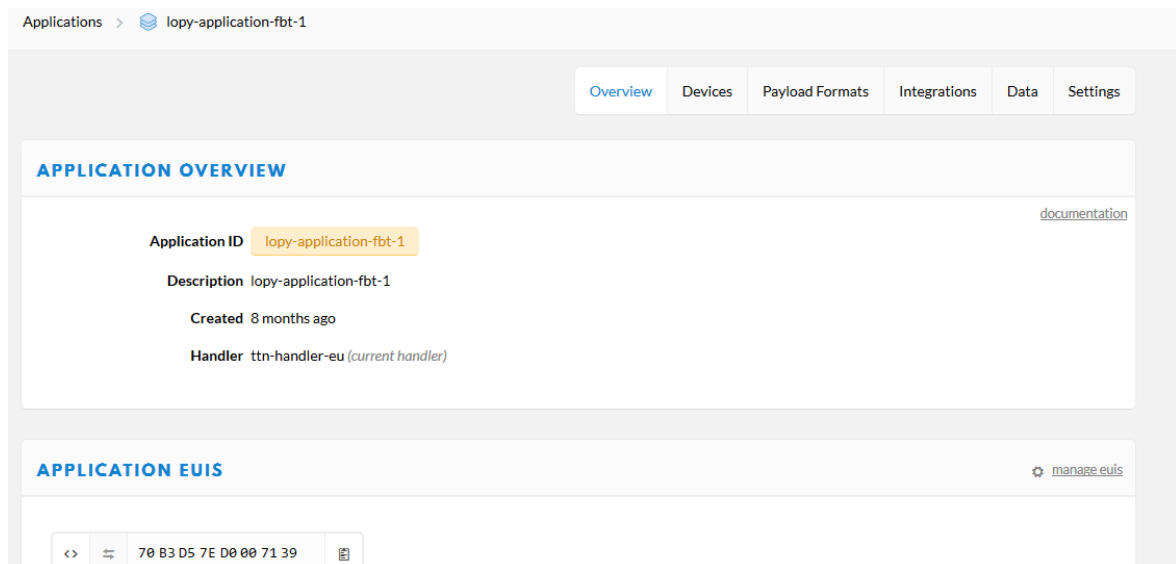 Applications > lopy-application-fbt-1
Overview Devices Payload Formats Integrations Data Settings
APPLICATION OVERVIEW
documentation
Application ID lopy-application-fbt-1
Description lopy-application-fbt-1
Created 8 months ago
Handler ttn-handler-eu (current handler)
APPLICATION EUIS
manage euis
<> 70 B3 D5 7E D0 00 71 39